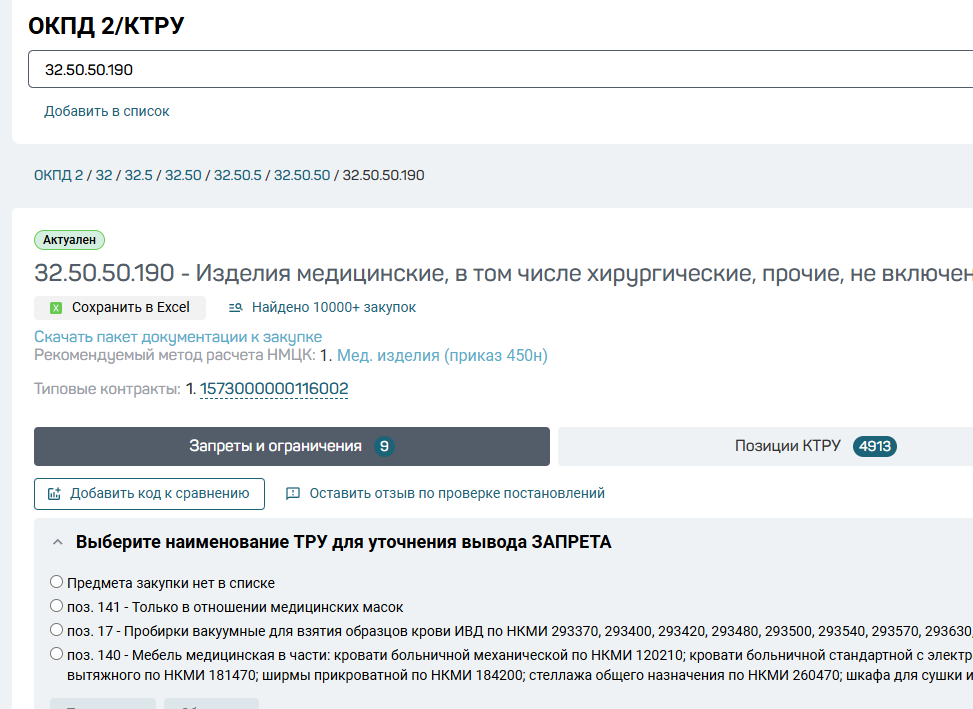 ОКПД 2/КТРУ
32.50.50.190
Добавить в список
ОКПД 2 / 32 / 32.5 / 32.50 / 32.50.5 / 32.50.50 / 32.50.50.190
Актуален
32.50.50.190 - Изделия медицинские, в том числе хирургические, прочие, не включен
Сохранить в Excel Найдено 10000+ закупок
Скачать пакет документации к закупке
Рекомендуемый метод расчета НМЦК: 1. Мед. изделия (приказ 450н)
Типовые контракты: 1. 1573000000116002
Запреты и ограничения 9 Позиции КТРУ 4913
Добавить код к сравнению Оставить отзыв по проверке постановлений
Выберите наименование ТРУ для уточнения вывода ЗАПРЕТА
Предмета закупки нет в списке
поз. 141 - Только в отношении медицинских масок
поз. 17 - Пробирки вакуумные для взятия образцов крови ИВД по НКМИ 293370, 293400, 293420, 293480, 293500, 293540, 293570, 293630,
поз. 140 - Мебель медицинская в части: кровати больничной механической по НКМИ 120210; кровати больничной стандартной с электр
вытяжного по НКМИ 181470; ширмы прикроватной по НКМИ 184200; стеллажа общего назначения по НКМИ 260470; шкафа для сушки и